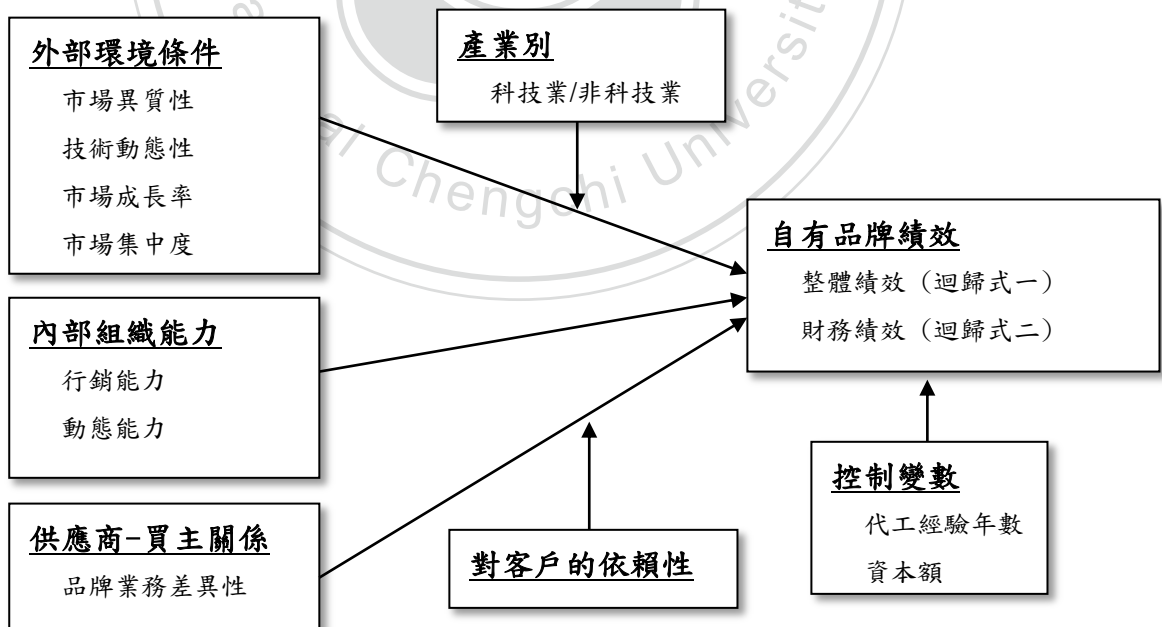 外部環境條件
市場異質性
技術動態性
市場成長率
市場集中度
產業別
科技業/非科技業
內部組織能力
行銷能力
動態能力
供應商-買主關係
品牌業務差異性
對客戶的依賴性
自有品牌績效
整體績效（迴歸式一）
財務績效（迴歸式二）
控制變數
代工經驗年數
資本額
Chengchi Univers